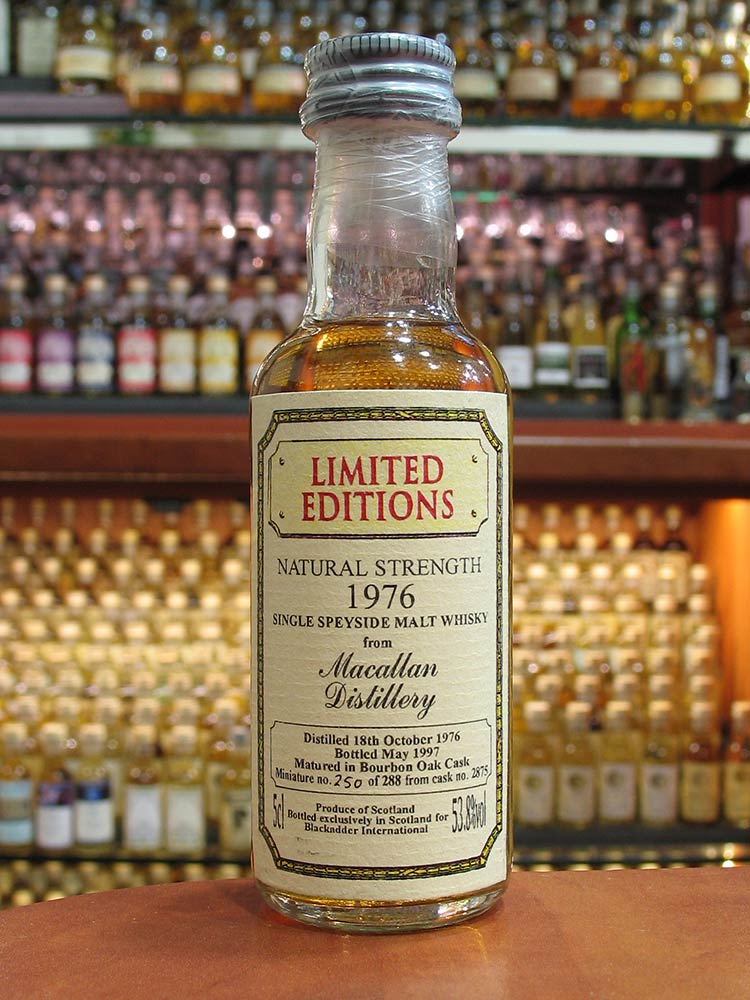 LIMITED
EDITIONS
NATURAL STRENGTH
1976
SINGLE SPEYSIDE MALT WHISKY
from
Macallan
Distillery
Distilled 18th October 1976
Bottled May 1997
Matured in Bourbon Oak Cask
Miniature no. 250 of 288 from cask no. 2875
5cl
Produce of Scotland
Bottled exclusively in Scotland for
Blackadder International
53.8%vol